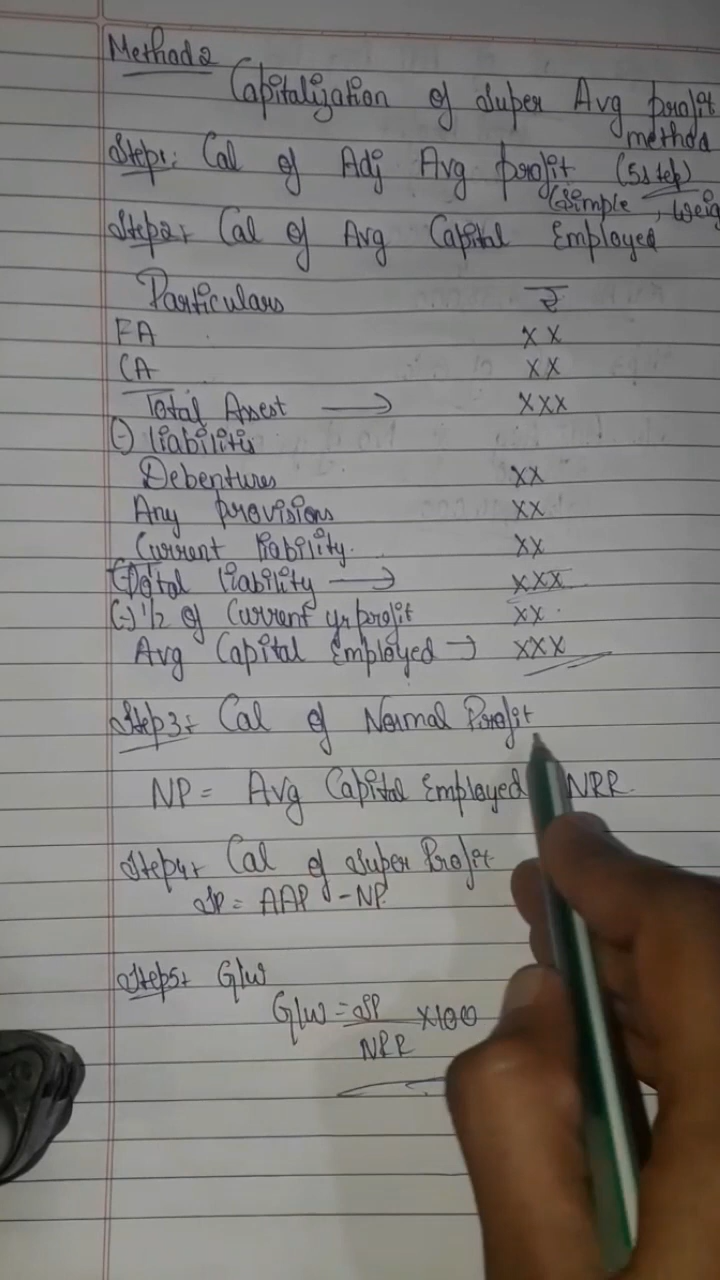 Method 2
Capitalization of Super Avg profit
method
Step1: Cal of Adj Avg profit (5 step)
(Simple, Weig
Step2: Cal of Avg Capital Employed
Particulars ₹
FA XX
CA XX
Total Assest → XXX
(-) liabilitis
Debentures XX
Any provisions XX
Current liability. XX
Total liability → XXX
(-) 1/2 of Current yr profit XX
Avg Capital Employed → XXX
Step3: Cal of Normal Profit
NP = Avg Capital Employed NRR.
Step4: Cal of Super Profit
SP = AAP - NP
Step5: G/w
G/w = SP X100
NRR